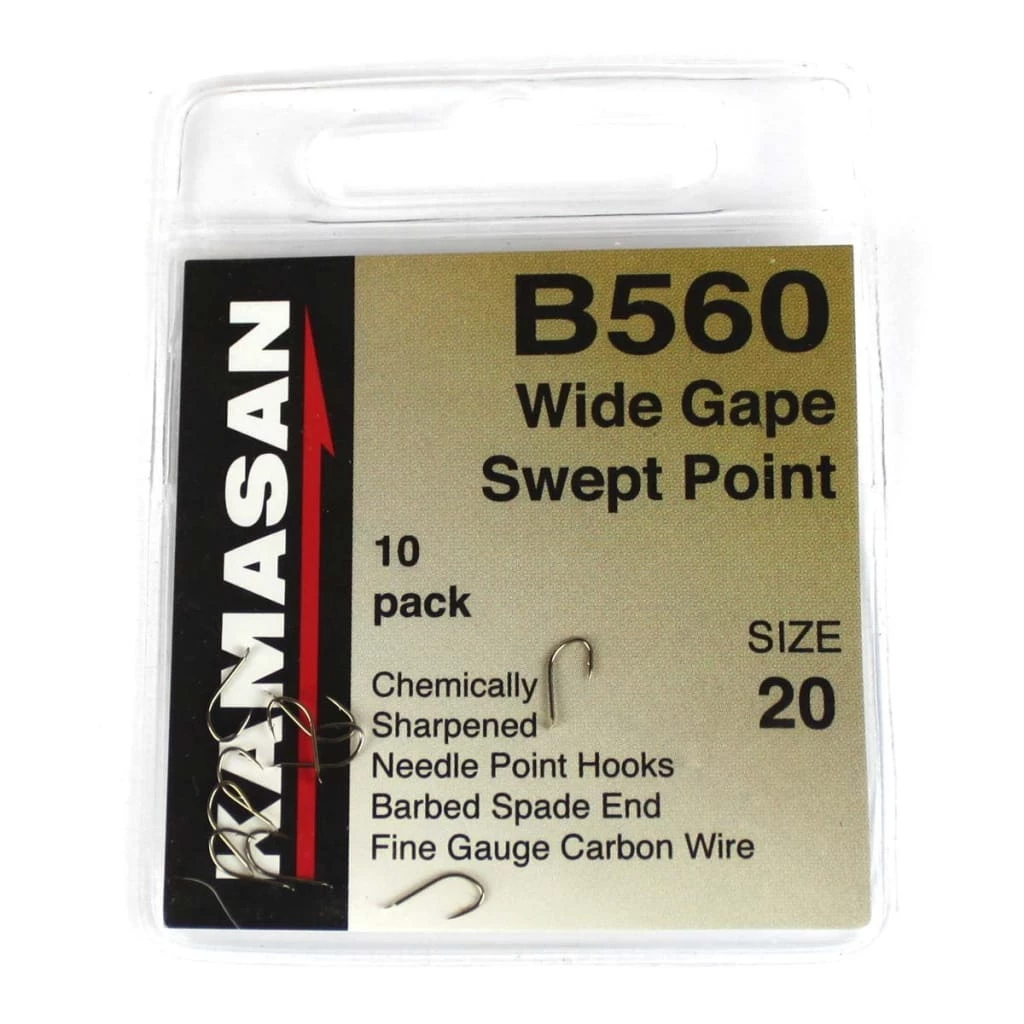 KAMASAN
B560
Wide Gape
Swept Point
10
pack
SIZE
20
Chemically
Sharpened
Needle Point Hooks
Barbed Spade End
Fine Gauge Carbon Wire